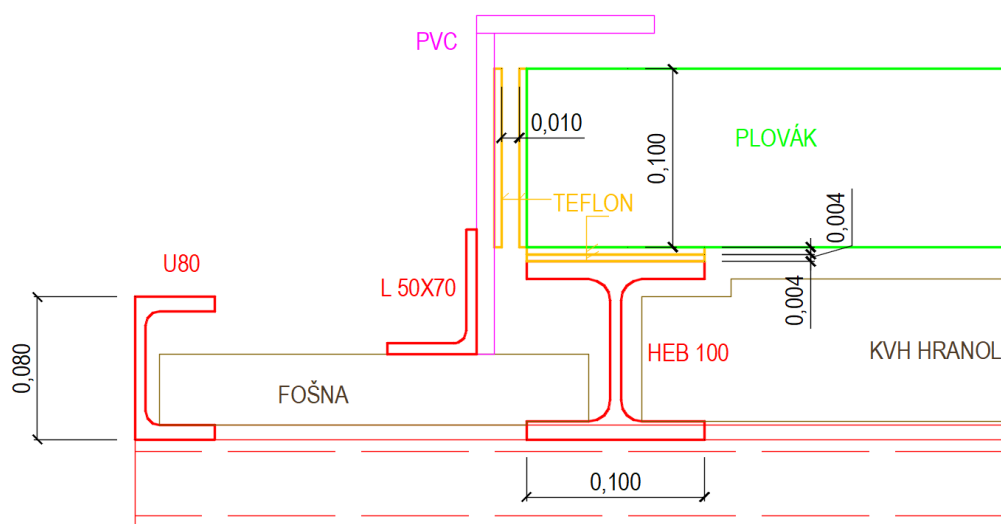 PVC
0,010
PLOVÁK
0,100
TEFLON
0,004
U80
L 50X70
0,004
0,080
HEB 100
KVH HRANOL
FOŠNA
0,100